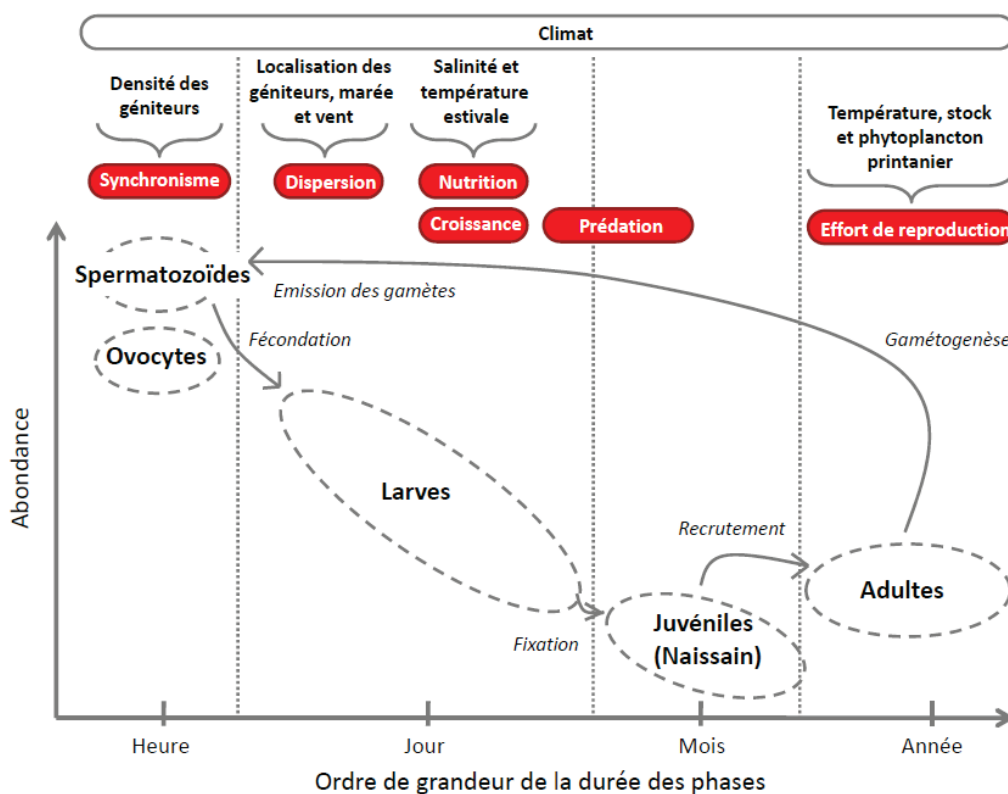 Climat
Densité des
géniteurs
Localisation des
géniteurs, marée
et vent
Salinité et
température
estivale
Température, stock
et phytoplancton
printanier
Synchronisme
Dispersion
Nutrition
Croissance
Prédation
Effort de reproduction
Spermatozoïdes
Emission des gamètes
Fécondation
Gamétogenèse
Ovocytes
Abondance
Larves
Recrutement
Adultes
Fixation
Juvéniles
(Naissain)
Heure
Jour
Mois
Année
Ordre de grandeur de la durée des phases